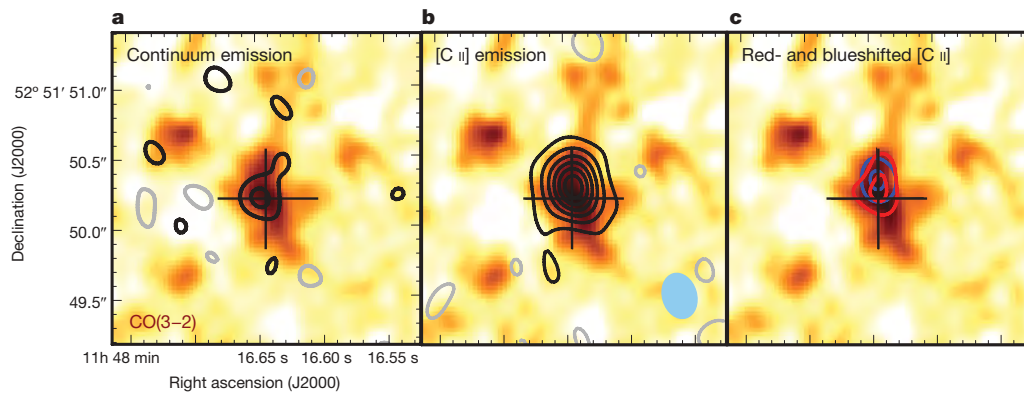 a
b
c
Continuum emission
[C II] emission
Red- and blueshifted [C II]
52° 51′ 51.0″
50.5″
50.0″
49.5″
Declination (J2000)
CO(3–2)
11h 48 min
16.65 s
16.60 s
16.55 s
Right ascension (J2000)